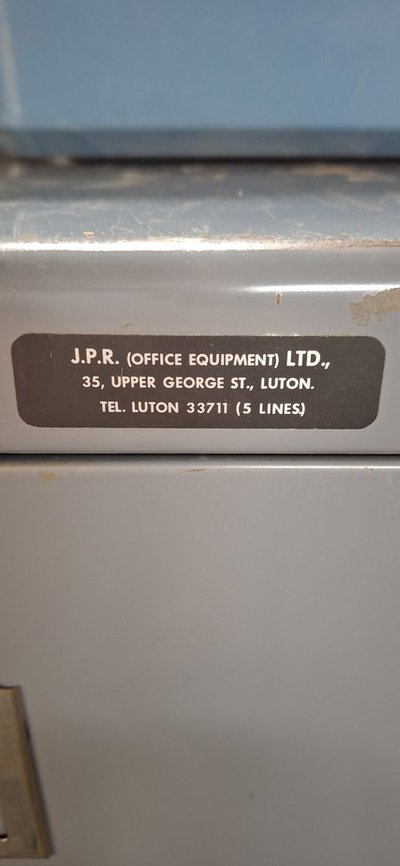 J.P.R. (OFFICE EQUIPMENT) LTD.,
35, UPPER GEORGE ST., LUTON.
TEL. LUTON 33711 (5 LINES.)